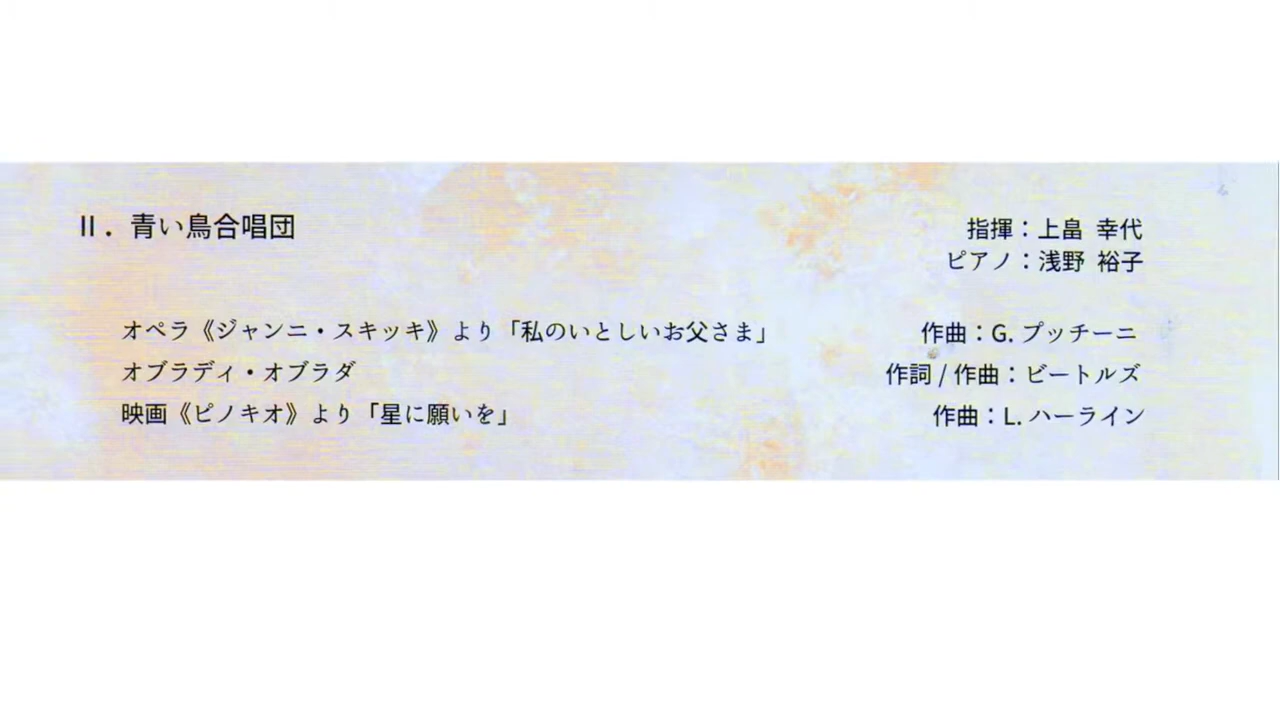 II. 青い鳥合唱団
指揮：上畠 幸代
ピアノ：浅野 裕子
オペラ《ジャンニ・スキッキ》より「私のいとしいお父さま」 作曲：G. プッチーニ
オブラディ・オブラダ 作詞 / 作曲：ビートルズ
映画《ピノキオ》より「星に願いを」 作曲：L. ハーライン